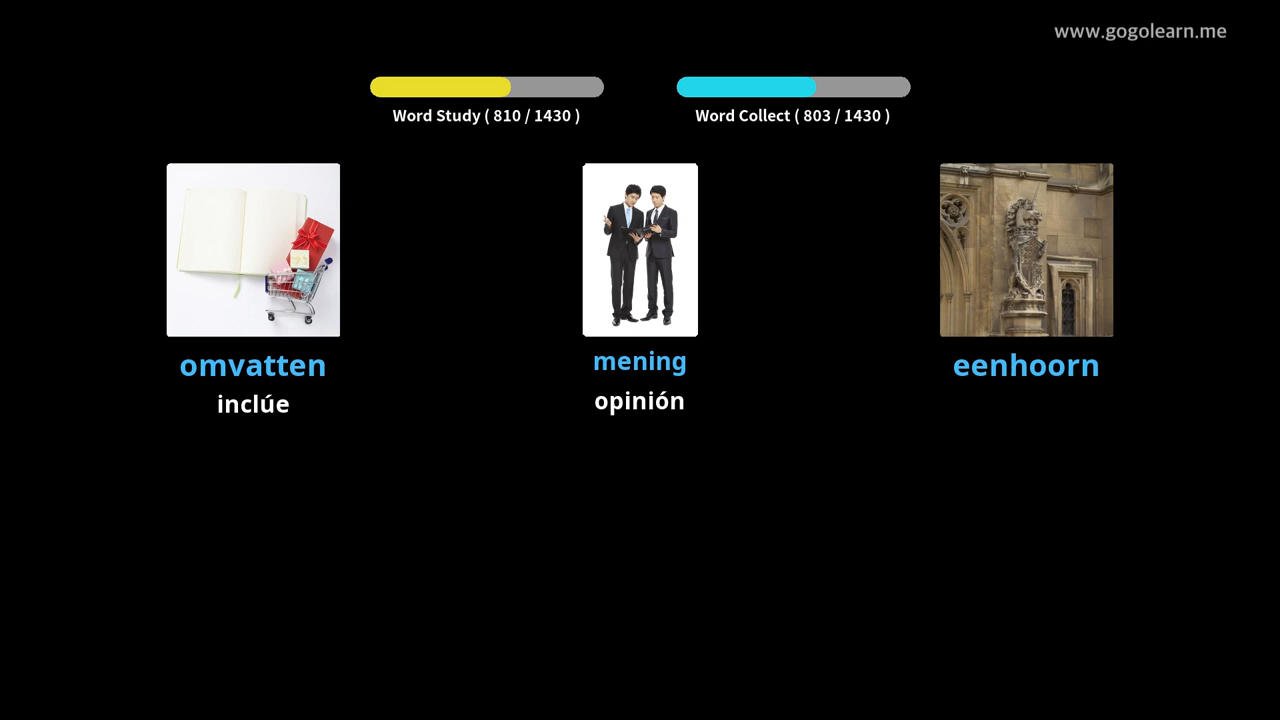 www.gogolearn.me
Word Study ( 810 / 1430 )
Word Collect ( 803 / 1430 )
omvatten
inclúe
mening
opinión
eenhoorn